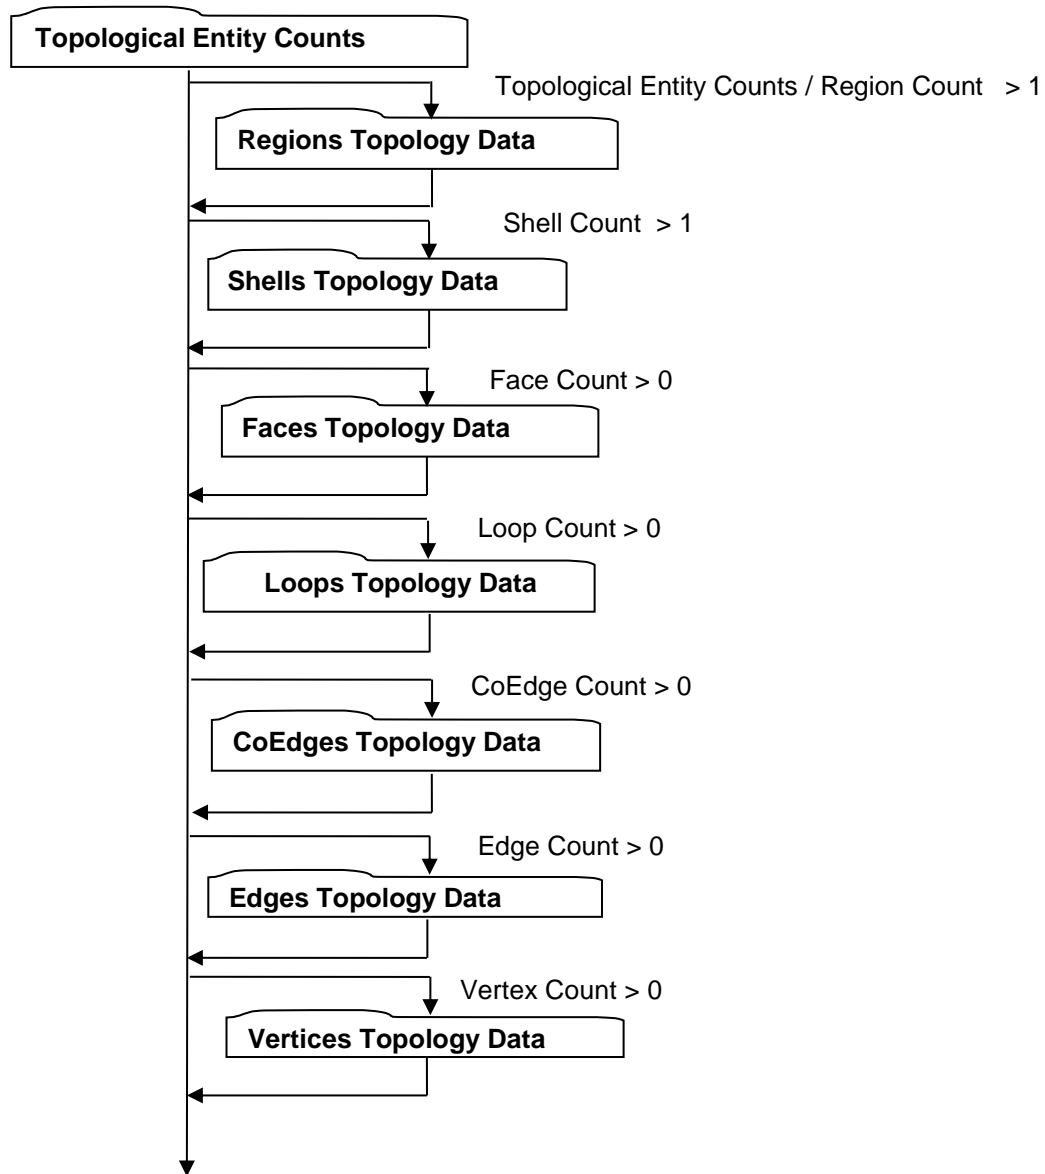 Topological Entity Counts
Topological Entity Counts / Region Count > 1
Regions Topology Data
Shell Count > 1
Shells Topology Data
Face Count > 0
Faces Topology Data
Loop Count > 0
Loops Topology Data
CoEdge Count > 0
CoEdges Topology Data
Edge Count > 0
Edges Topology Data
Vertex Count > 0
Vertices Topology Data